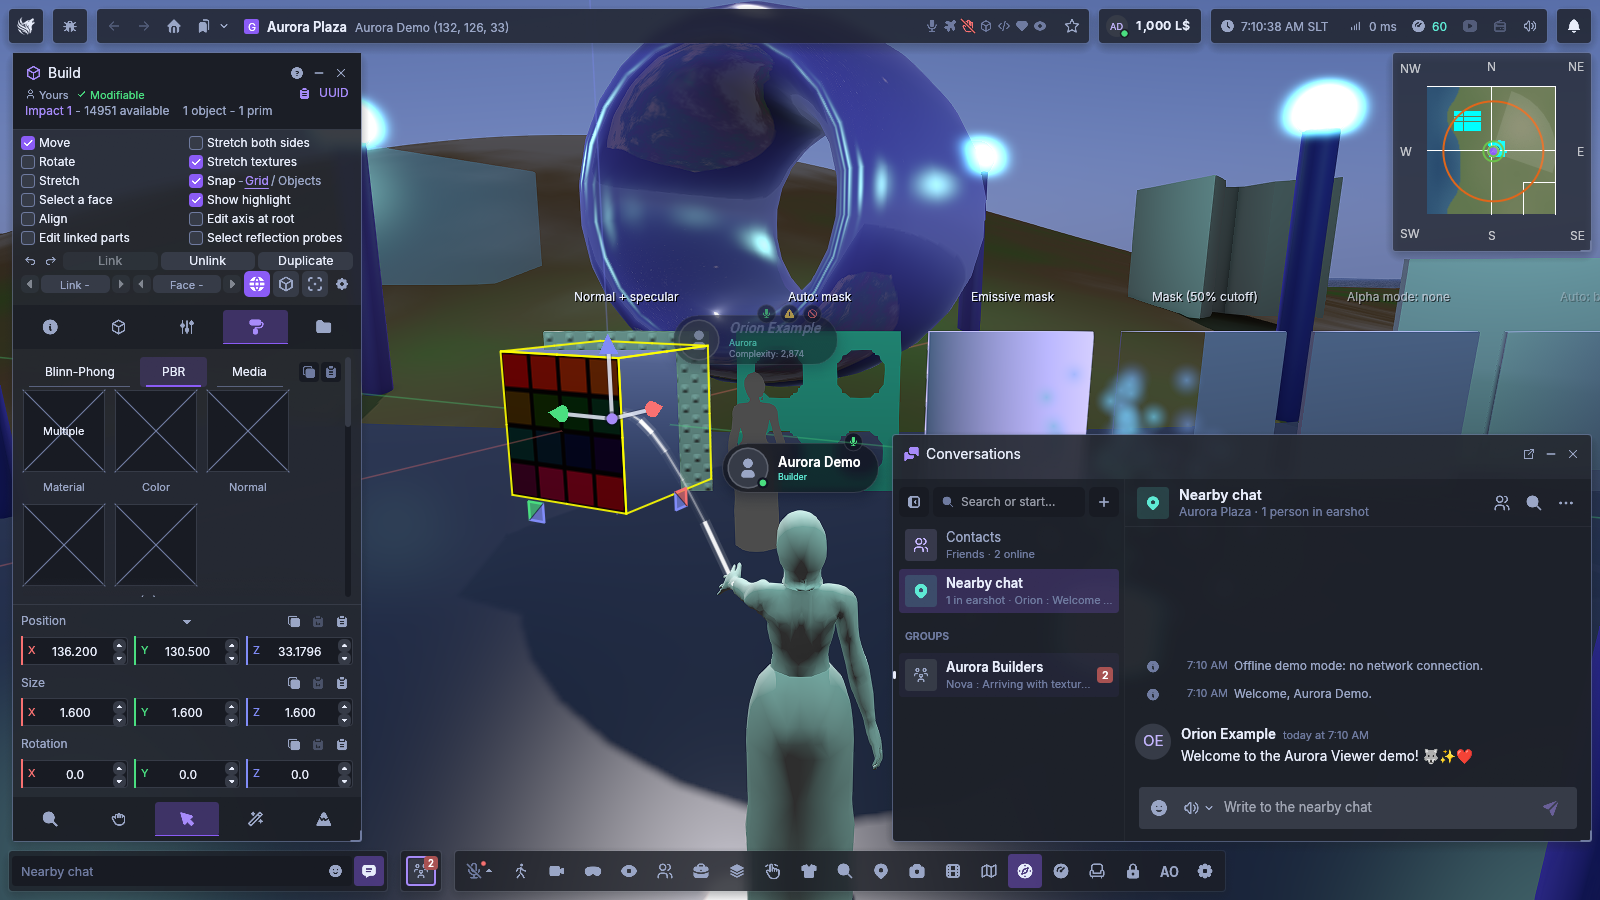 Aurora Plaza Aurora Demo (132, 126, 33)
AD 1,000 L$
7:10:38 AM SLT 0 ms 60
Build
Yours Modifiable
UUID
Impact 1 - 14951 available 1 object - 1 prim
Move
Stretch both sides
Rotate
Stretch textures
Stretch
Snap - Grid / Objects
Select a face
Show highlight
Align
Edit axis at root
Edit linked parts
Select reflection probes
Link
Unlink
Duplicate
Link -
Face -
Blinn-Phong
PBR
Media
Multiple
Material
Color
Normal
Position
X 136.200
Y 130.500
Z 33.1796
Size
X 1.600
Y 1.600
Z 1.600
Rotation
X 0.0
Y 0.0
Z 0.0
Nearby chat
Normal + specular
Auto: mask
Emissive mask
Mask (50% cutoff)
Alpha mode: none
Auto: b
Orion Example
Aurora
Complexity: 2,874
Aurora Demo
Builder
NW
N
NE
W
E
SW
S
SE
Conversations
Search or start...
Contacts
Friends · 2 online
Nearby chat
1 in earshot · Orion : Welcome ...
GROUPS
Aurora Builders
Nova : Arriving with textur...
2
Nearby chat
Aurora Plaza · 1 person in earshot
7:10 AM Offline demo mode: no network connection.
7:10 AM Welcome, Aurora Demo.
OE
Orion Example today at 7:10 AM
Welcome to the Aurora Viewer demo! 🐺✨❤️
Write to the nearby chat
2
AO